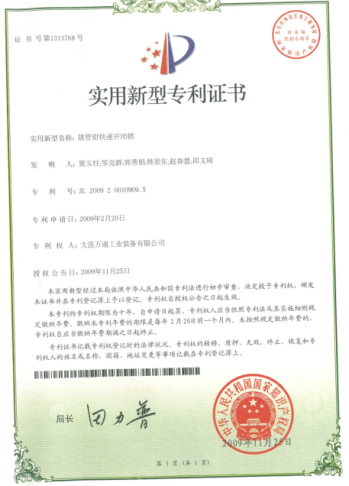 证 书 号第1313768号
实用新型专利证书
实用新型名称：拔管钳快速开闭锁
发 明 人：粟玉柱;邹克群;郭秀娟;韩景东;赵春慧;邱文琦
专 利 号：ZL 2009 2 0010909.X
专利申请日：2009年2月20日
专 利 权 人：大连万通工业装备有限公司
授权公告日：2009年11月25日
本实用新型经过本局依照中华人民共和国专利法进行初步审查，决定授予专利权，颁发
本证书并在专利登记簿上予以登记，专利权自授权公告之日起生效。
本专利的专利权期限为十年，自申请日起算。专利权人应当依照专利法及其实施细则规
定缴纳年费。缴纳本专利年费的期限是每年2月20日前一个月内。未按照规定缴纳年费的，
专利权自应当缴纳年费期满之日起终止。
专利证书记载专利权登记时的法律状况。专利权的转移、质押、无效、终止、恢复和专
利权人的姓名或名称、国籍、地址变更等事项记载在专利登记簿上。
局长 田力普
中华人民共和国国家知识产权局
2009年11月25日
第 1 页 (共 1 页)